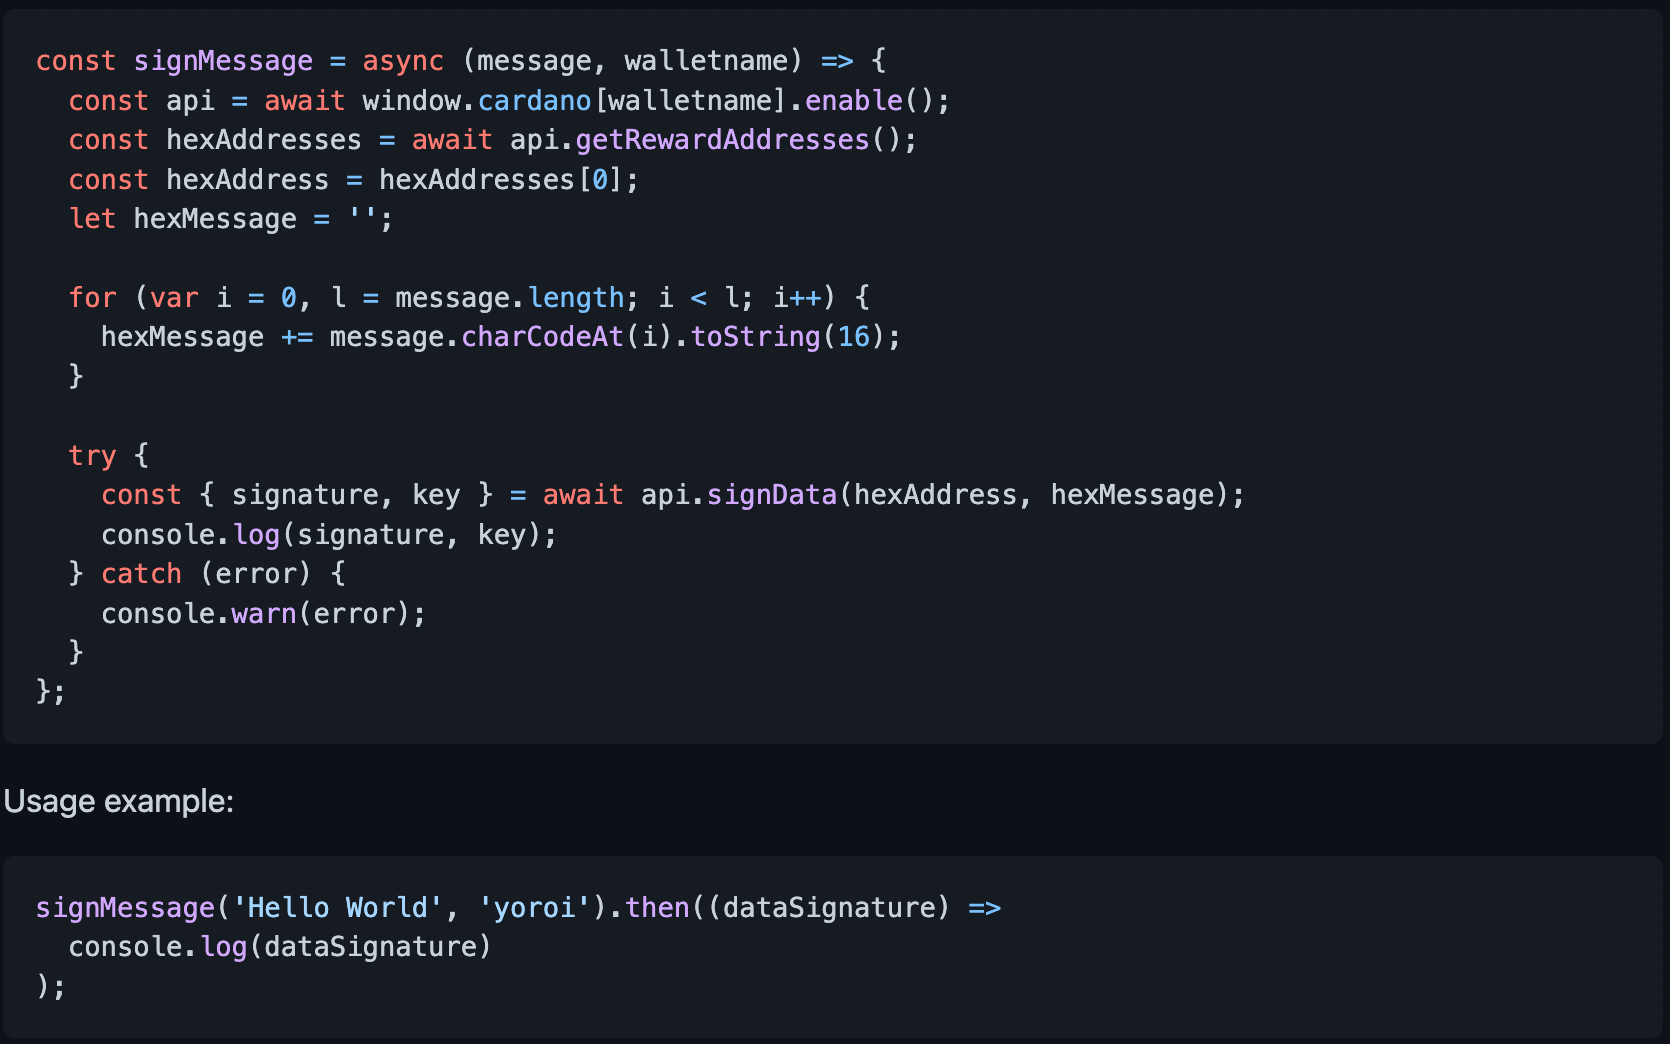 const signMessage = async (message, walletname) => {
  const api = await window.cardano[walletname].enable();
  const hexAddresses = await api.getRewardAddresses();
  const hexAddress = hexAddresses[0];
  let hexMessage = '';

  for (var i = 0, l = message.length; i < l; i++) {
    hexMessage += message.charCodeAt(i).toString(16);
  }

  try {
    const { signature, key } = await api.signData(hexAddress, hexMessage);
    console.log(signature, key);
  } catch (error) {
    console.warn(error);
  }
};
Usage example:
signMessage('Hello World', 'yoroi').then((dataSignature) =>
  console.log(dataSignature)
);